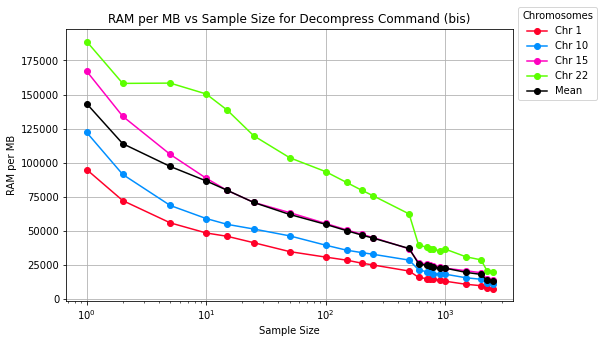 RAM per MB vs Sample Size for Decompress Command (bis)
Chromosomes
Chr 1
Chr 10
Chr 15
Chr 22
Mean
RAM per MB
175000
150000
125000
100000
75000
50000
25000
0
10⁰
10¹
10²
10³
Sample Size